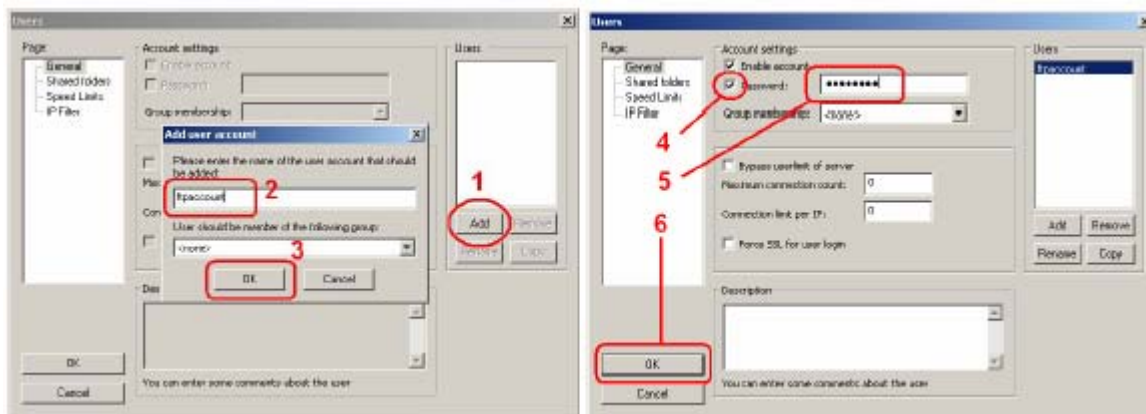 Users
Page:
General
Shared folders
Speed Limits
IP Filter
Account settings
Enable account
Password:
Group membership:
Users
Add user account
Please enter the name of the user account that should
be added:
ftpaccount
User should be member of the following group:
<none>
OK
Cancel
1
2
3
Add
Remove
Rename
Copy
You can enter some comments about the user
OK
Cancel
Users
Page:
General
Shared folders
Speed Limits
IP Filter
Account settings
Enable account
Password:
Group membership:
<none>
4
5
6
Bypass userlimit of server
Maximum connection count:
0
Connection limit per IP:
0
Force SSL for user login
Users
ftpaccount
Add
Remove
Rename
Copy
Description
You can enter some comments about the user
OK
Cancel